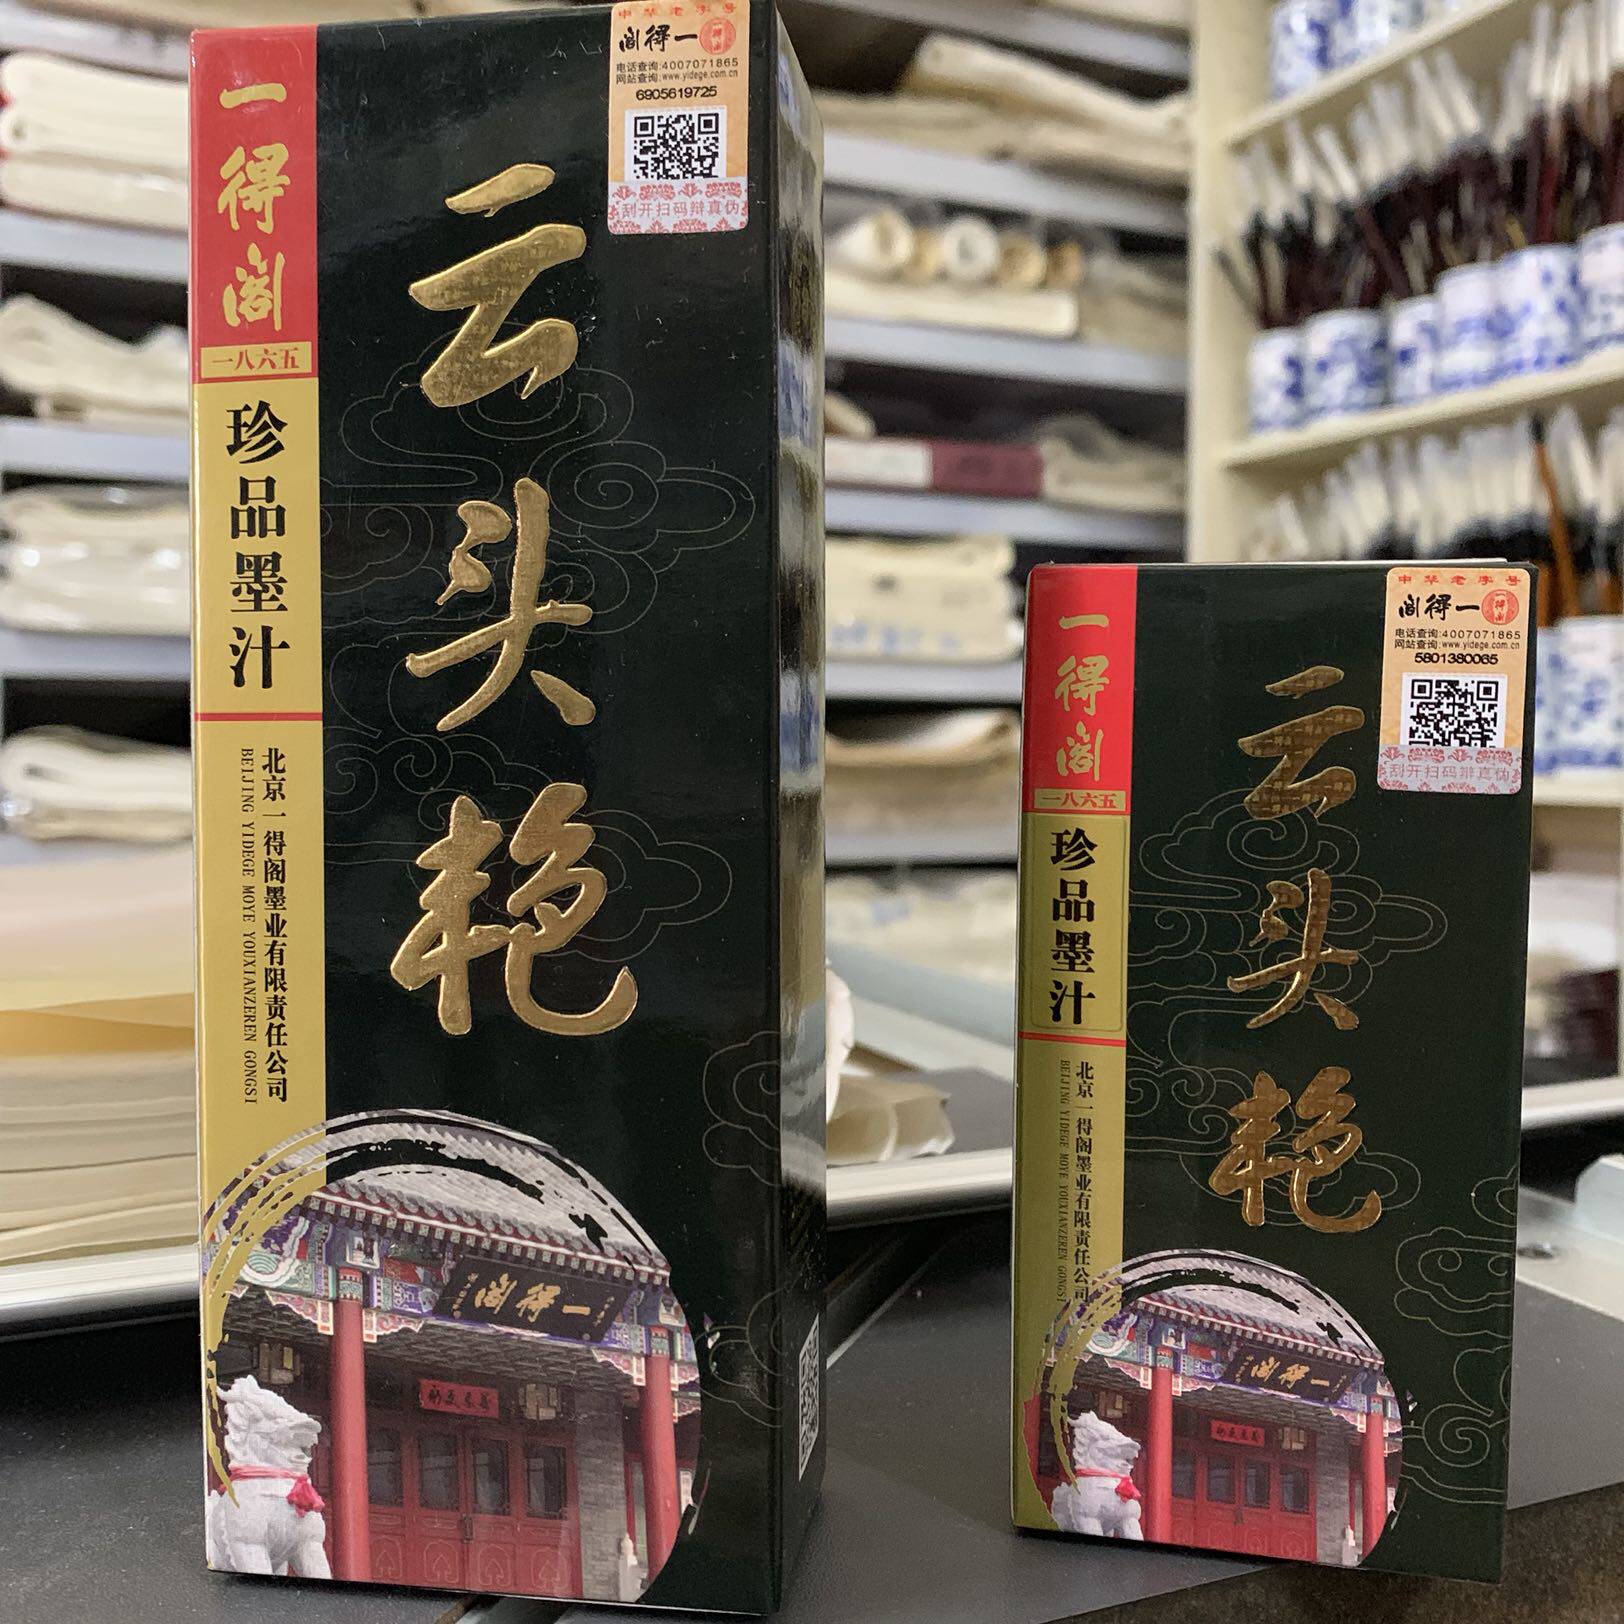 一得阁
一八六五
珍品墨汁
北京一得阁墨业有限责任公司
BEIJING YIDEGE MOYE YOUXIANZEREN GONGSI
云头艳
中华老字号
阁得一
电话查询:4007071865
网站查询:www.yidege.com.cn
6905619725
刮开扫码辩真伪
阁得一
一得阁
一八六五
珍品墨汁
北京一得阁墨业有限责任公司
BEIJING YIDEGE MOYE YOUXIANZEREN GONGSI
云头艳
中华老字号
阁得一
电话查询:4007071865
网站查询:www.yidege.com.cn
5801380065
刮开扫码辩真伪
阁得一